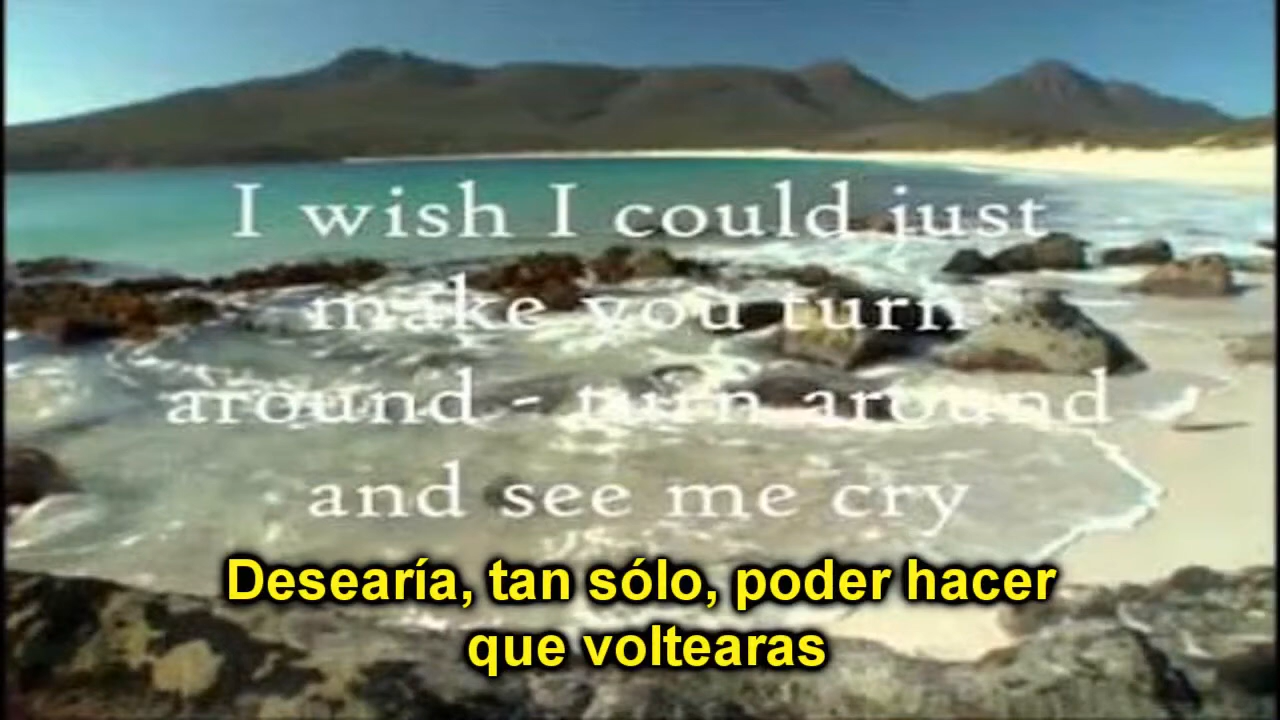 I wish I could just
make you turn
around - turn around
and see me cry
Desearía, tan sólo, poder hacer
que voltearas